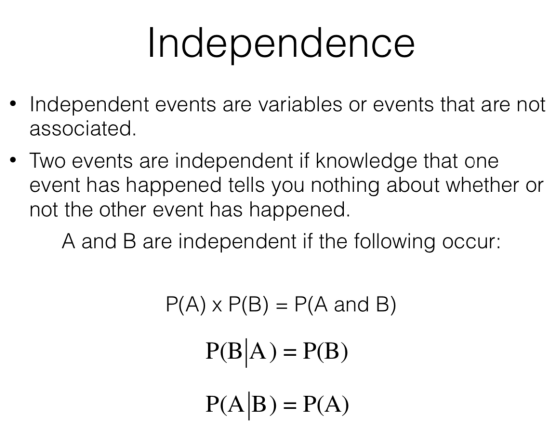 Independence
• Independent events are variables or events that are not
associated.
• Two events are independent if knowledge that one
event has happened tells you nothing about whether or
not the other event has happened.
A and B are independent if the following occur:
P(A) x P(B) = P(A and B)
P(B|A) = P(B)
P(A|B) = P(A)